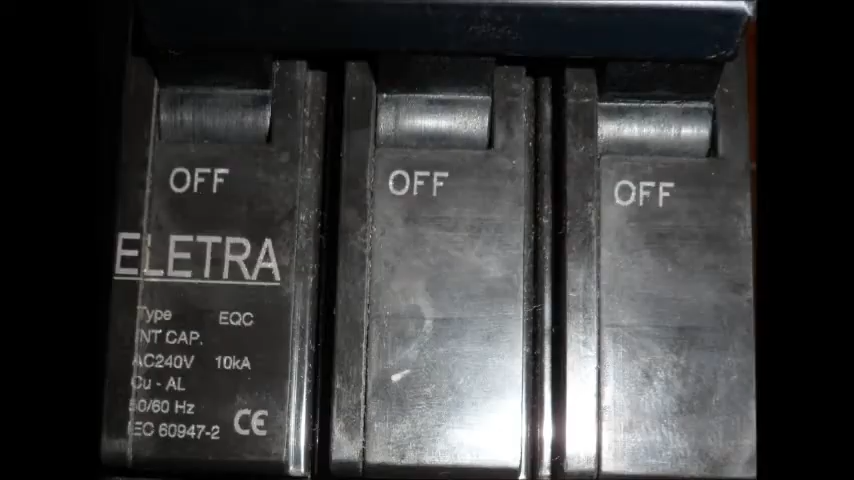 OFF OFF OFF
ELETRA
Type EQC
INT CAP.
AC240V 10kA
Cu - AL
50/60 Hz
IEC 60947-2 CE